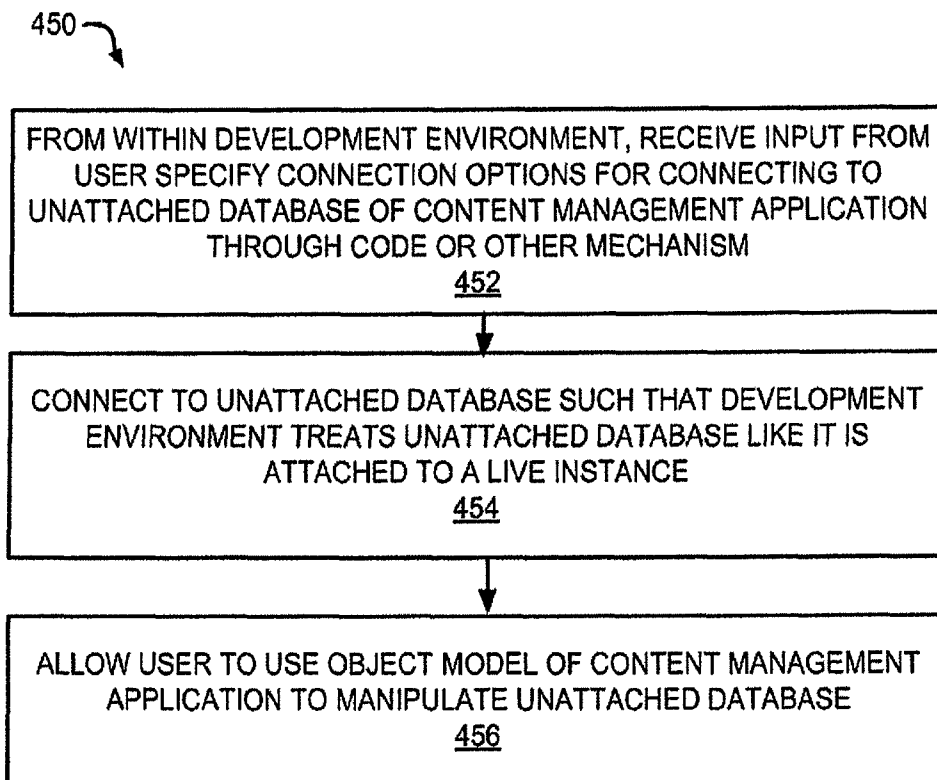 450
FROM WITHIN DEVELOPMENT ENVIRONMENT, RECEIVE INPUT FROM
USER SPECIFY CONNECTION OPTIONS FOR CONNECTING TO
UNATTACHED DATABASE OF CONTENT MANAGEMENT APPLICATION
THROUGH CODE OR OTHER MECHANISM
452
CONNECT TO UNATTACHED DATABASE SUCH THAT DEVELOPMENT
ENVIRONMENT TREATS UNATTACHED DATABASE LIKE IT IS
ATTACHED TO A LIVE INSTANCE
454
ALLOW USER TO USE OBJECT MODEL OF CONTENT MANAGEMENT
APPLICATION TO MANIPULATE UNATTACHED DATABASE
456